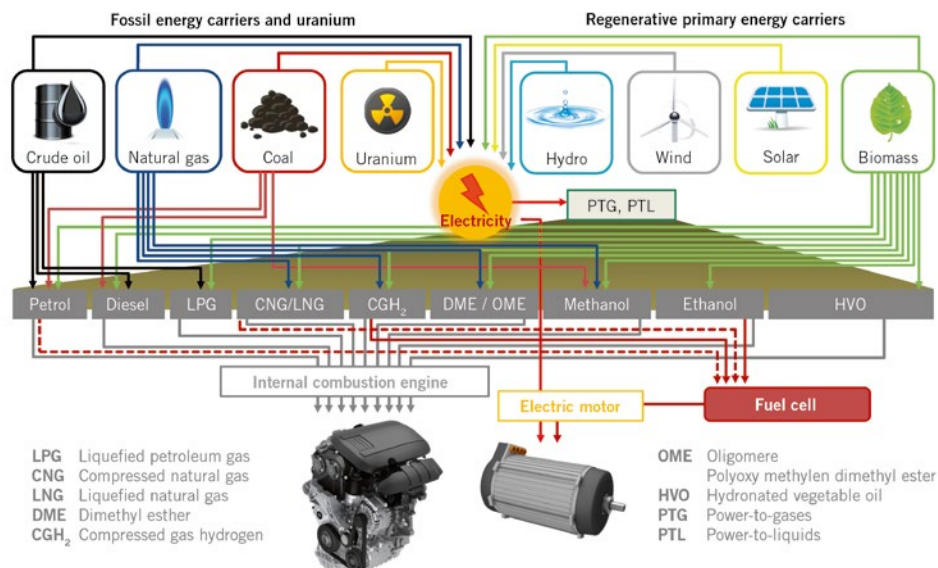 Fossil energy carriers and uranium
Regenerative primary energy carriers
Crude oil
Natural gas
Coal
Uranium
Hydro
Wind
Solar
Biomass
Electricity
PTG, PTL
Petrol
Diesel
LPG
CNG/LNG
CGH₂
DME / OME
Methanol
Ethanol
HVO
Internal combustion engine
Electric motor
Fuel cell
LPG Liquefied petroleum gas
CNG Compressed natural gas
LNG Liquefied natural gas
DME Dimethyl esther
CGH₂ Compressed gas hydrogen
OME Oligomere
Polyoxy methylen dimethyl ester
HVO Hydronated vegetable oil
PTG Power-to-gases
PTL Power-to-liquids